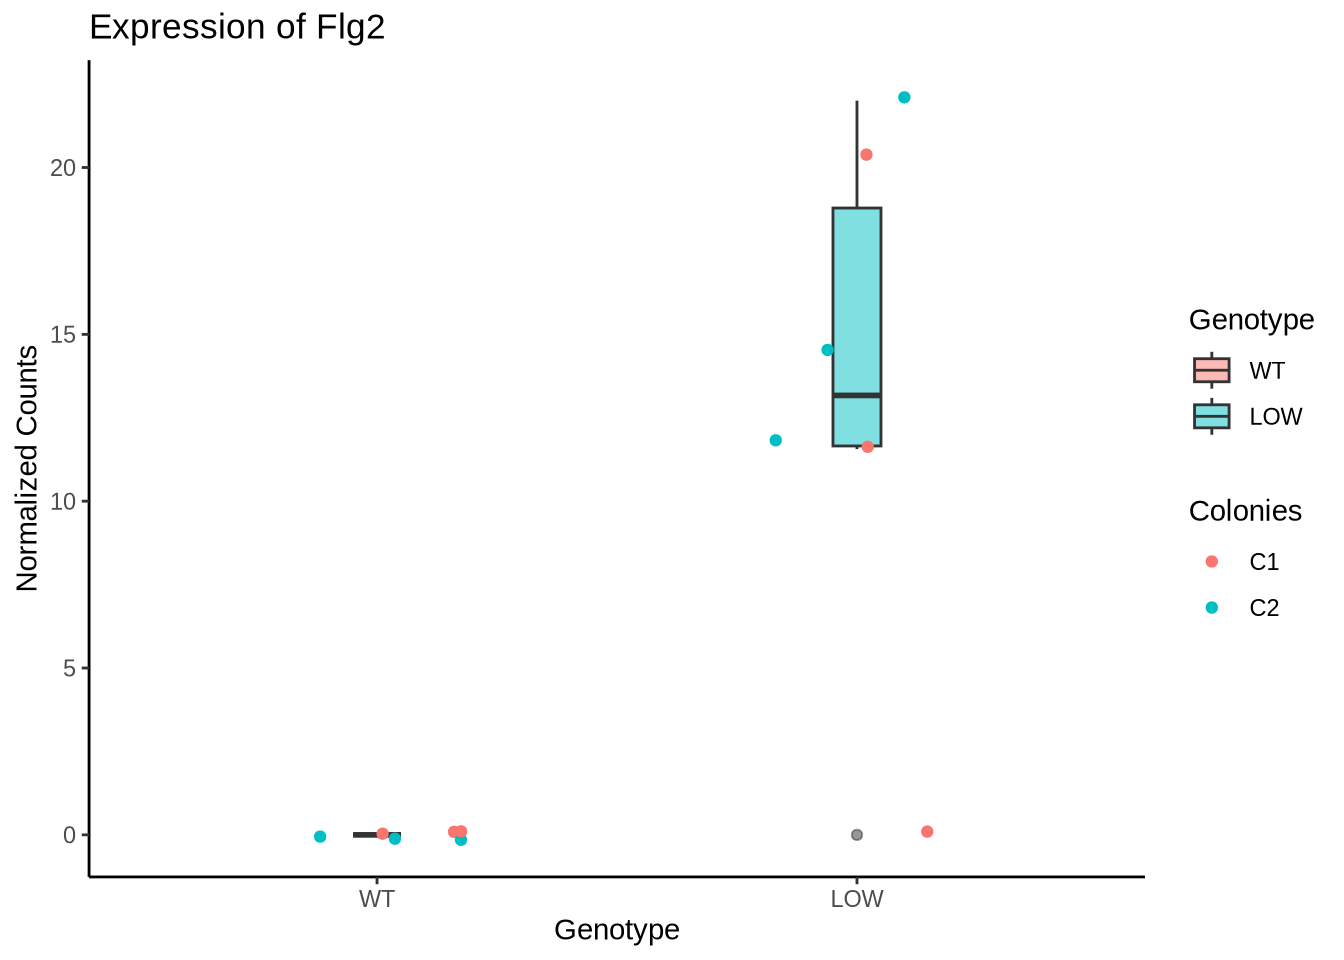 Expression of Flg2
Normalized Counts
20
15
10
5
0
WT
LOW
Genotype
Genotype
WT
LOW
Colonies
C1
C2